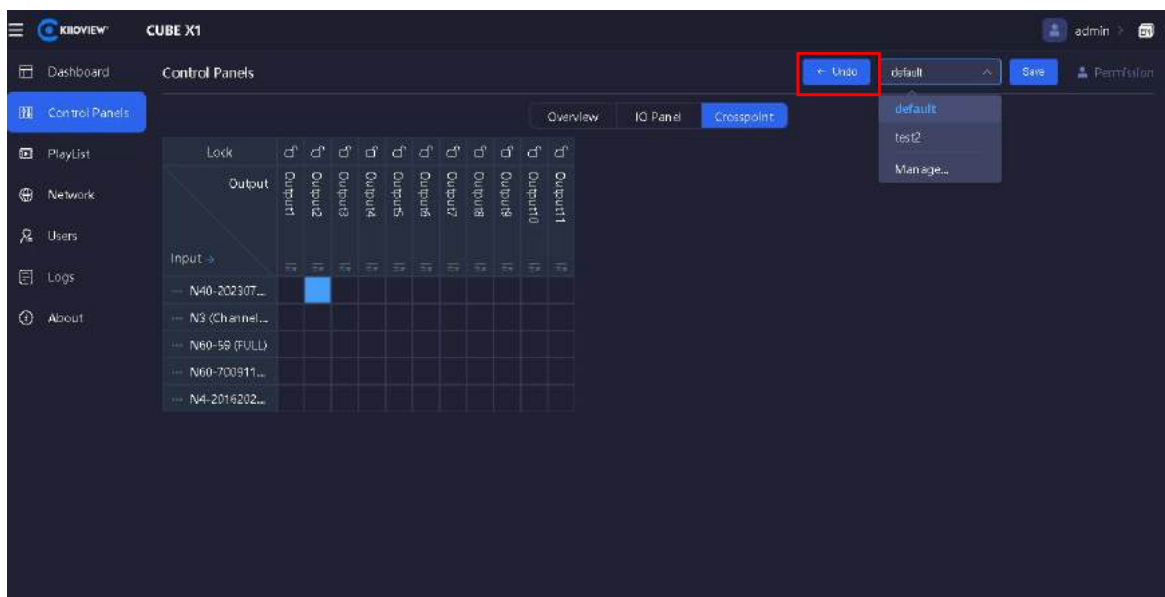 KILOVIEW CUBE X1 admin > EN
Dashboard
Control Panels
PlayList
Network
Users
Logs
About
Control Panels
← Undo
default
Save
Permission
default
test2
Manage...
Overview IO Panel Crosspoint
Lock
Output
Input →
Output1
Output2
Output3
Output4
Output5
Output6
Output7
Output8
Output9
Output10
Output11
N40-202307...
N3 (Channel...
N60-59 (FULL)
N60-700911...
N4-2016202...